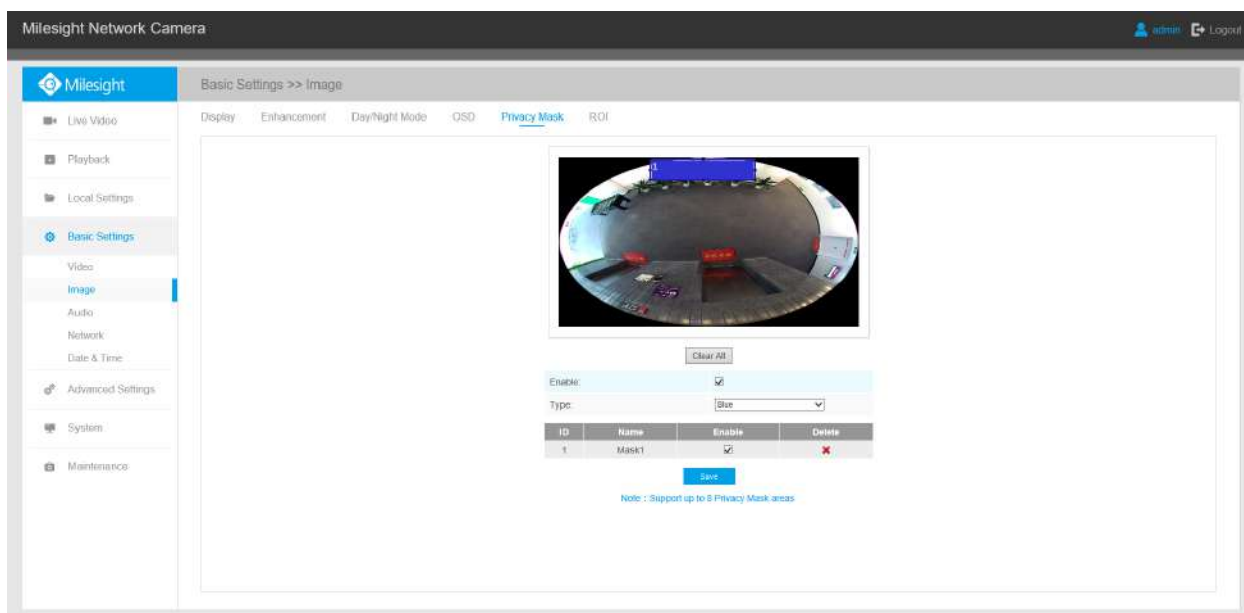 Milesight Network Camera
admin Logout
Milesight
Basic Settings >> Image
Live Video
Playback
Local Settings
Basic Settings
Video
Image
Audio
Network
Date & Time
Advanced Settings
System
Maintenance
Display Enhancement Day/Night Mode OSD Privacy Mask ROI
1
Clear All
Enable:
Type: Blue
ID Name Enable Delete
1 Mask1
Save
Note : Support up to 8 Privacy Mask areas